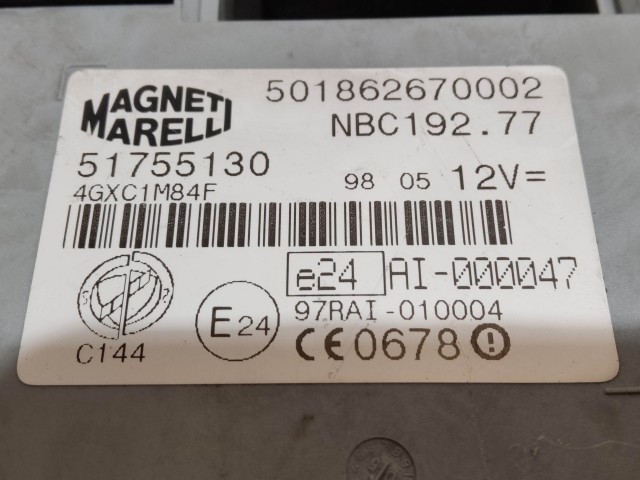 MAGNETI
MARELLI
501862670002
NBC192.77
51755130
4GXC1M84F
98 05 12V=
e24 AI-000047
E24
97RAI-010004
C144
CE0678